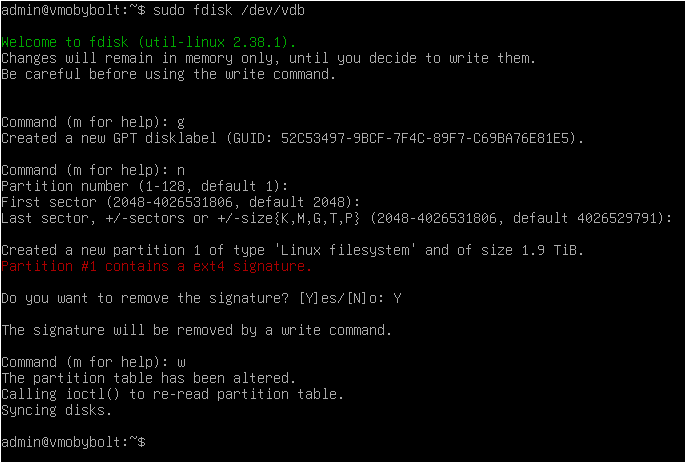 admin@vmobybolt:~$ sudo fdisk /dev/vdb
Welcome to fdisk (util-linux 2.38.1).
Changes will remain in memory only, until you decide to write them.
Be careful before using the write command.
Command (m for help): g
Created a new GPT disklabel (GUID: 52C53497-9BCF-7F4C-89F7-C69BA76E81E5).
Command (m for help): n
Partition number (1-128, default 1):
First sector (2048-4026531806, default 2048):
Last sector, +/-sectors or +/-size{K,M,G,T,P} (2048-4026531806, default 4026529791):
Created a new partition 1 of type 'Linux filesystem' and of size 1.9 TiB.
Partition #1 contains a ext4 signature.
Do you want to remove the signature? [Y]es/[N]o: Y
The signature will be removed by a write command.
Command (m for help): w
The partition table has been altered.
Calling ioctl() to re-read partition table.
Syncing disks.
admin@vmobybolt:~$